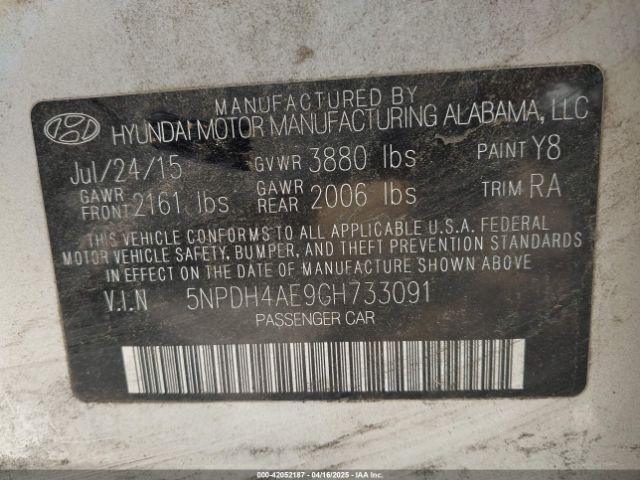 MANUFACTURED BY
HYUNDAI MOTOR MANUFACTURING ALABAMA, LLC
Jul/24/15 GVWR 3880 lbs PAINT Y8
GAWR FRONT 2161 lbs GAWR REAR 2006 lbs TRIM RA
THIS VEHICLE CONFORMS TO ALL APPLICABLE U.S.A. FEDERAL
MOTOR VEHICLE SAFETY, BUMPER, AND THEFT PREVENTION STANDARDS
IN EFFECT ON THE DATE OF MANUFACTURE SHOWN ABOVE.
V.I.N 5NPDH4AE9GH733091
PASSENGER CAR
000-42052187 - 04/16/2025 - IAAI Inc. (C)